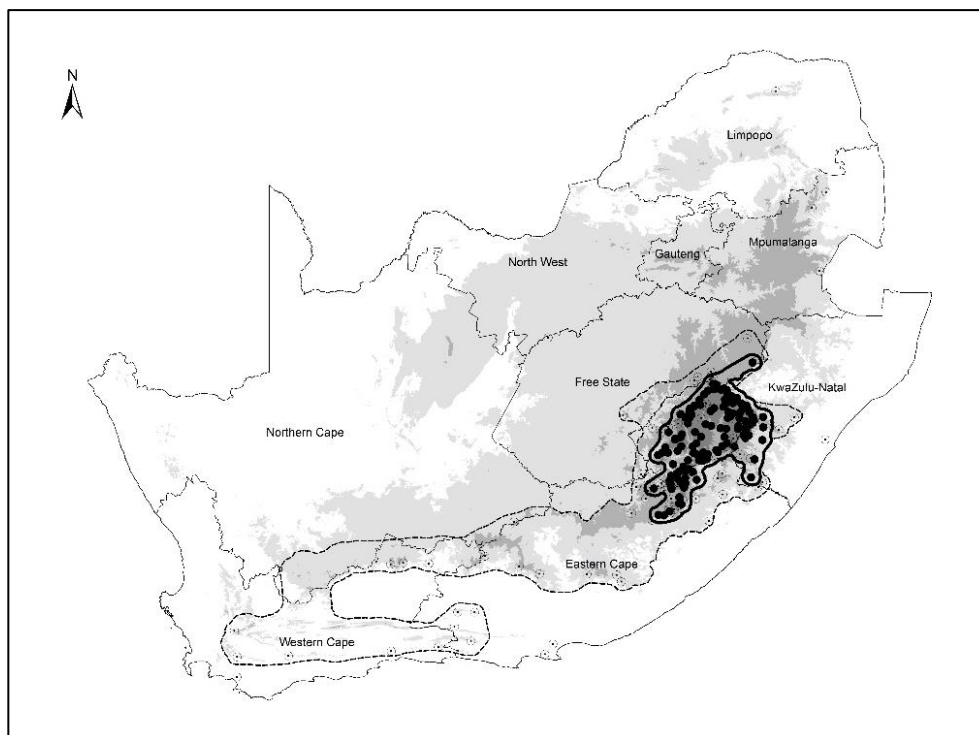 N
Limpopo
Mpumalanga
Gauteng
North West
Free State
KwaZulu-Natal
Northern Cape
Eastern Cape
Western Cape